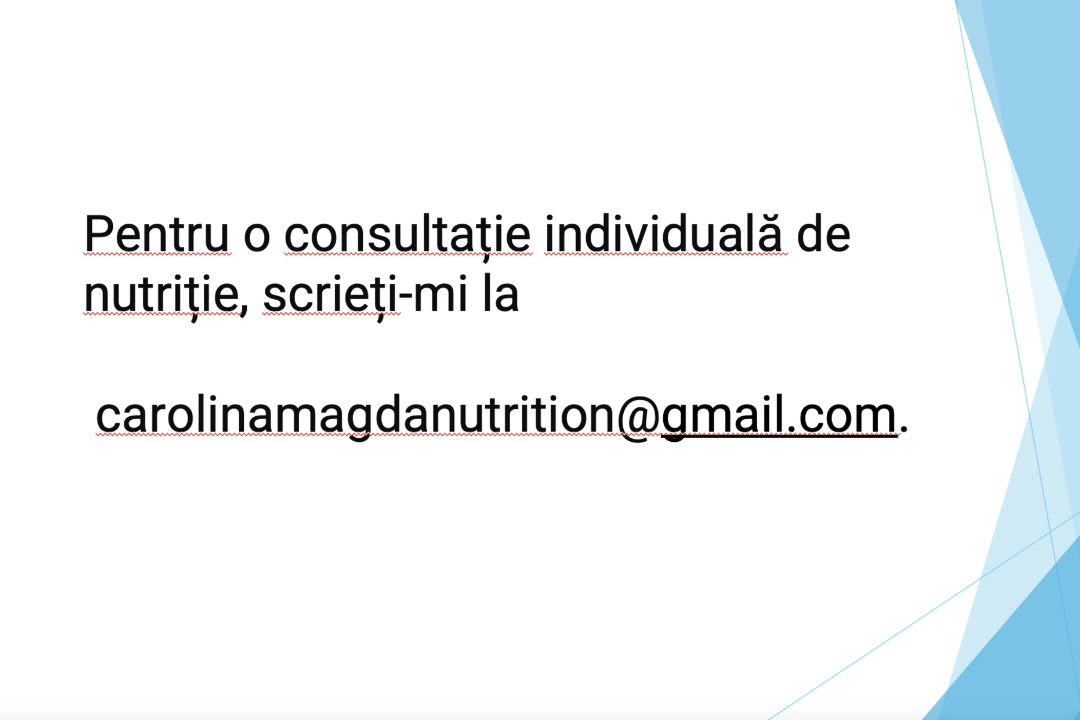 Pentru o consultație individuală de
nutriție, scrieți-mi la
carolinamagdanutrition@gmail.com.